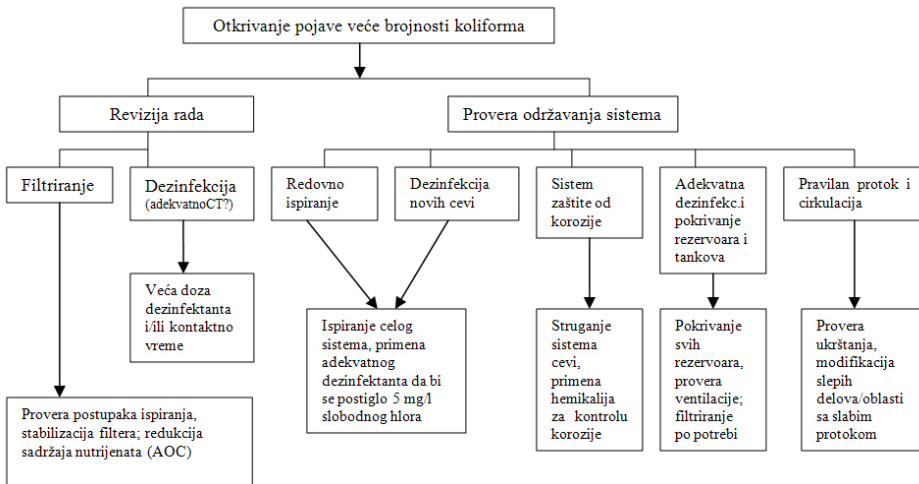 Otkrivanje pojave veće brojnosti koliforma
Revizija rada
Provera održavanja sistema
Filtriranje
Dezinfekcija
(adekvatnoCT?)
Redovno
ispiranje
Dezinfekcija
novih cevi
Sistem
zaštite od
korozije
Adekvatna
dezinfekc.i
pokrivanje
rezervoara i
tankova
Pravilan protok i
cirkulacija
Veća doza
dezinfektanta
i/ili kontaktno
vreme
Ispiranje celog
sistema, primena
adekvatnog
dezinfektanta da bi
se postiglo 5 mg/l
slobodnog hlora
Struganje
sistema
cevi,
primena
hemikalija
za kontrolu
korozije
Pokrivanje
svih
rezervoara,
provera
ventilacije;
filtriranje
po potrebi
Provera
ukrštanja,
modifikacija
slepih
delova/oblasti
sa slabim
protokom
Provera postupaka ispiranja,
stabilizacija filtera; redukcija
sadržaja nutrijenata (AOC)